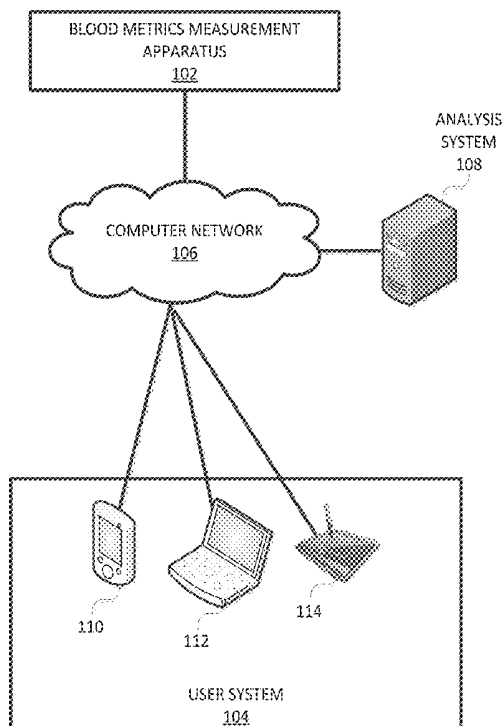 BLOOD METRICS MEASUREMENT
APPARATUS
102
ANALYSIS
SYSTEM
108
COMPUTER NETWORK
106
110
112
114
USER SYSTEM
104